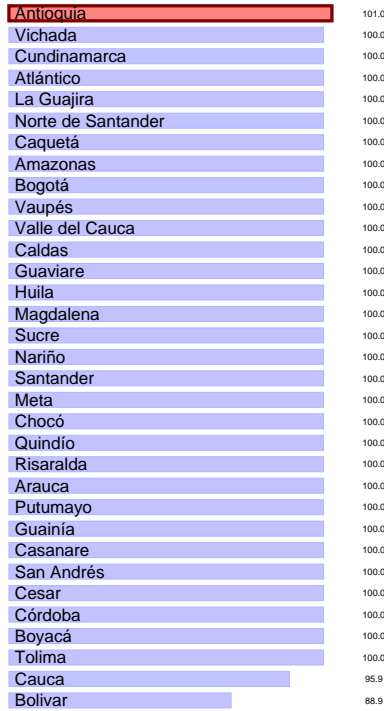 Antioquia 101.0
Vichada 100.0
Cundinamarca 100.0
Atlántico 100.0
La Guajira 100.0
Norte de Santander 100.0
Caquetá 100.0
Amazonas 100.0
Bogotá 100.0
Vaupés 100.0
Valle del Cauca 100.0
Caldas 100.0
Guaviare 100.0
Huila 100.0
Magdalena 100.0
Sucre 100.0
Nariño 100.0
Santander 100.0
Meta 100.0
Chocó 100.0
Quindío 100.0
Risaralda 100.0
Arauca 100.0
Putumayo 100.0
Guainía 100.0
Casanare 100.0
San Andrés 100.0
Cesar 100.0
Córdoba 100.0
Boyacá 100.0
Tolima 100.0
Cauca 95.9
Bolivar 88.9